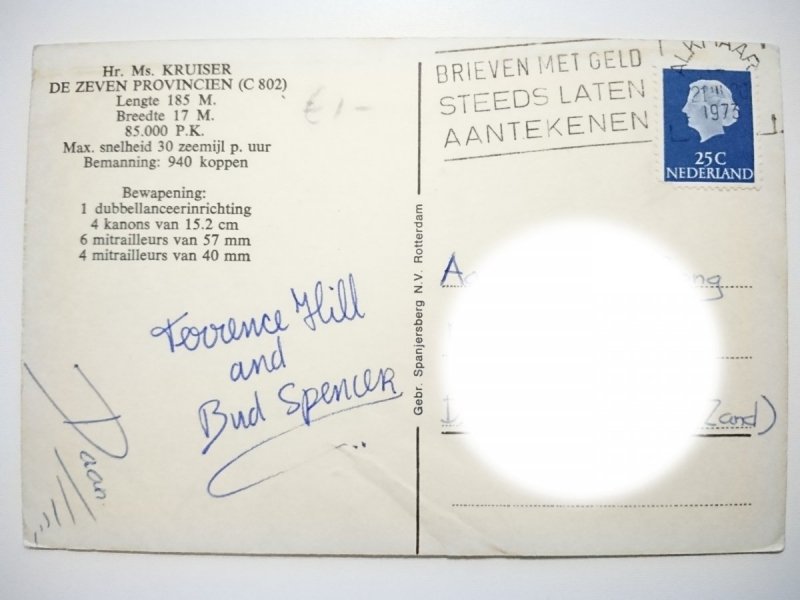 Hr. Ms. KRUISER
DE ZEVEN PROVINCIEN (C 802)
Lengte 185 M.
Breedte 17 M.
85.000 P.K.
Max. snelheid 30 zeemijl p. uur
Bemanning: 940 koppen
Bewapening:
1 dubbellanceerinrichting
4 kanons van 15.2 cm
6 mitrailleurs van 57 mm
4 mitrailleurs van 40 mm
€ 1-
Terrence Hill
and
Bud Spencer
Daan.
Gebr. Spanjersberg N.V. Rotterdam
BRIEVEN MET GELD
STEEDS LATEN
AANTEKENEN
ALKMAAR
1973
25C
NEDERLAND
Zand)